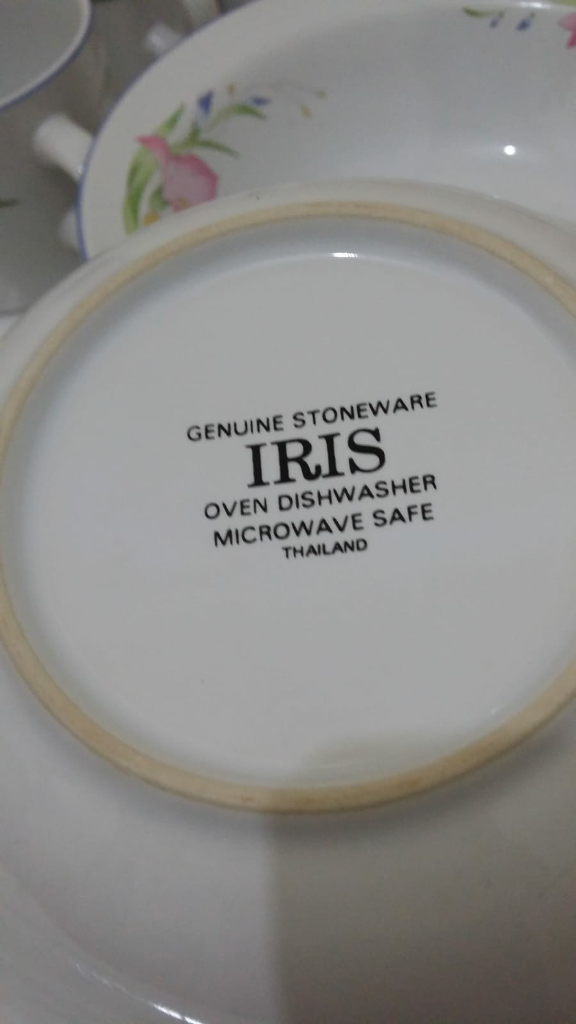 GENUINE STONEWARE
IRIS
OVEN DISHWASHER
MICROWAVE SAFE
THAILAND